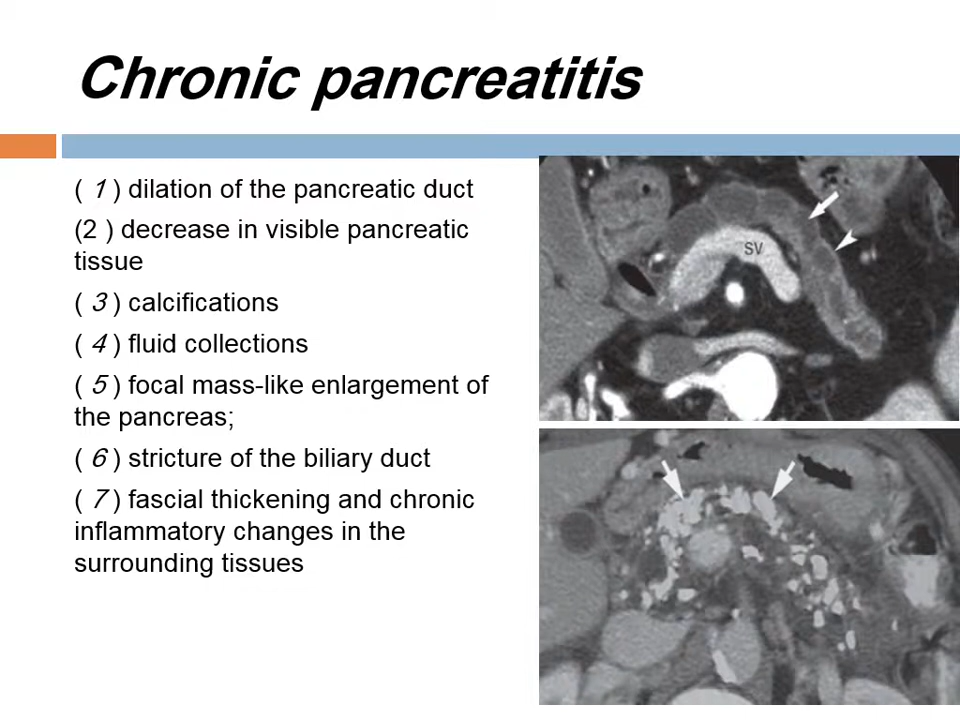 Chronic pancreatitis
( 1 ) dilation of the pancreatic duct
(2 ) decrease in visible pancreatic
tissue
( 3 ) calcifications
( 4 ) fluid collections
( 5 ) focal mass-like enlargement of
the pancreas;
( 6 ) stricture of the biliary duct
( 7 ) fascial thickening and chronic
inflammatory changes in the
surrounding tissues
SV